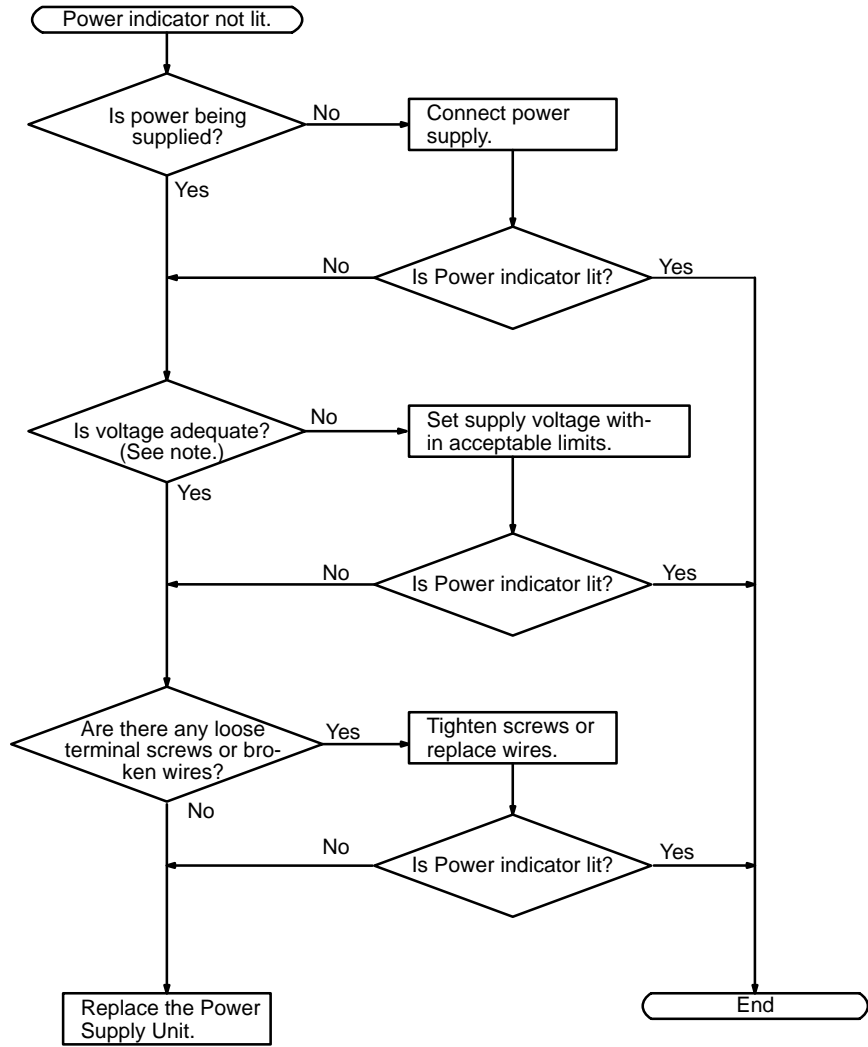 Power indicator not lit.
Is power being
supplied?
No
Connect power
supply.
Yes
No
Is Power indicator lit?
Yes
Is voltage adequate?
(See note.)
No
Set supply voltage with-
in acceptable limits.
Yes
No
Is Power indicator lit?
Yes
Are there any loose
terminal screws or bro-
ken wires?
Yes
Tighten screws or
replace wires.
No
No
Is Power indicator lit?
Yes
Replace the Power
Supply Unit.
End